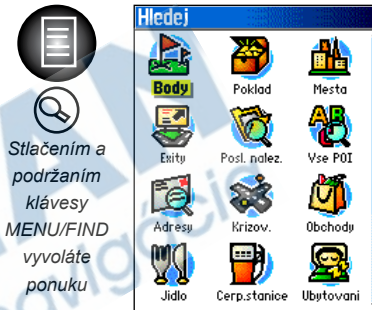 Hledej
Body Poklad Mesta
Exity Posl. nalez. Vse POI
Adresy Krizov. Obchody
Jidlo Cerp.stanice Ubytovani
Stlačením a
podržaním
klávesy
MENU/FIND
vyvoláte
ponuku